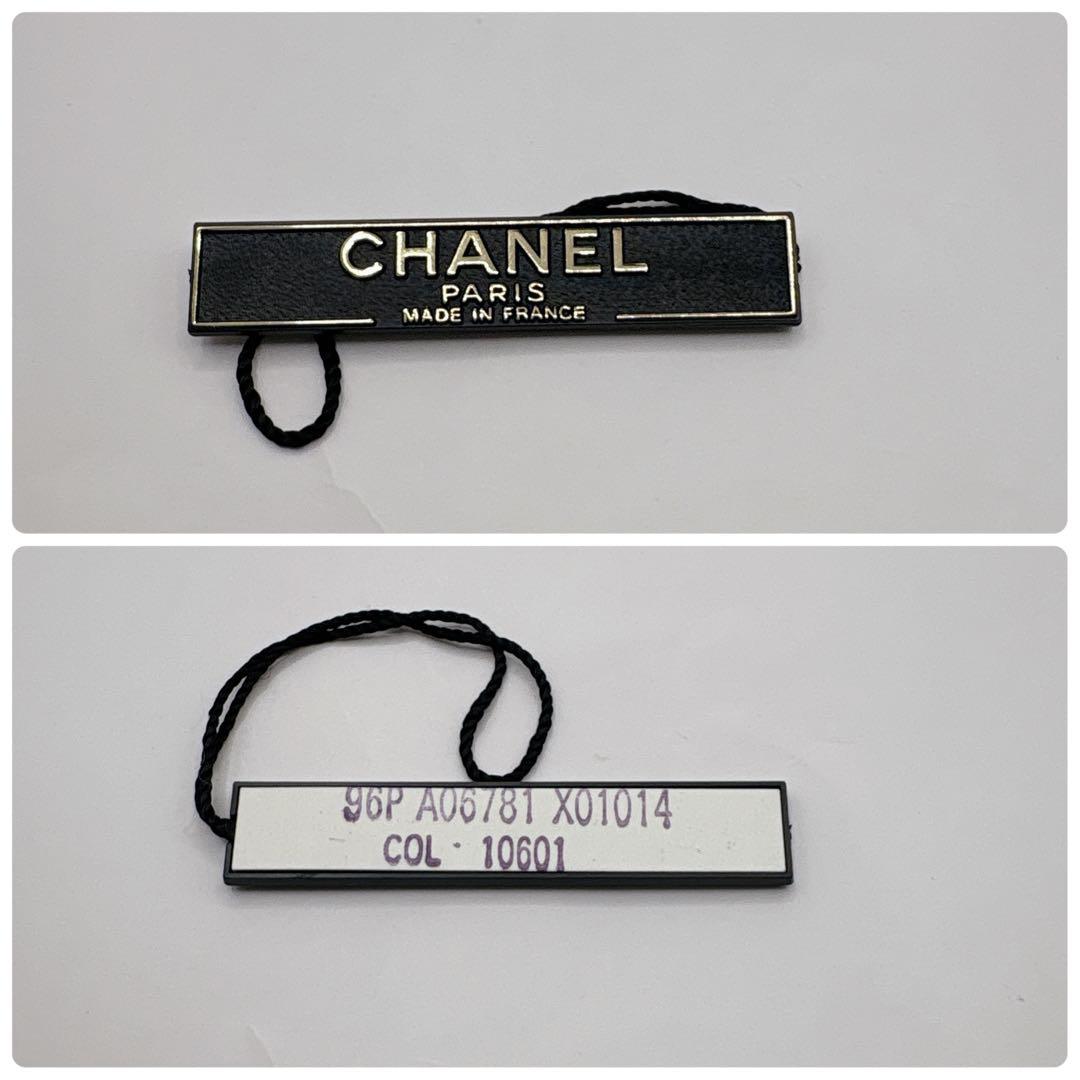 CHANEL
PARIS
MADE IN FRANCE
96P A06781 X01014
COL · 10601